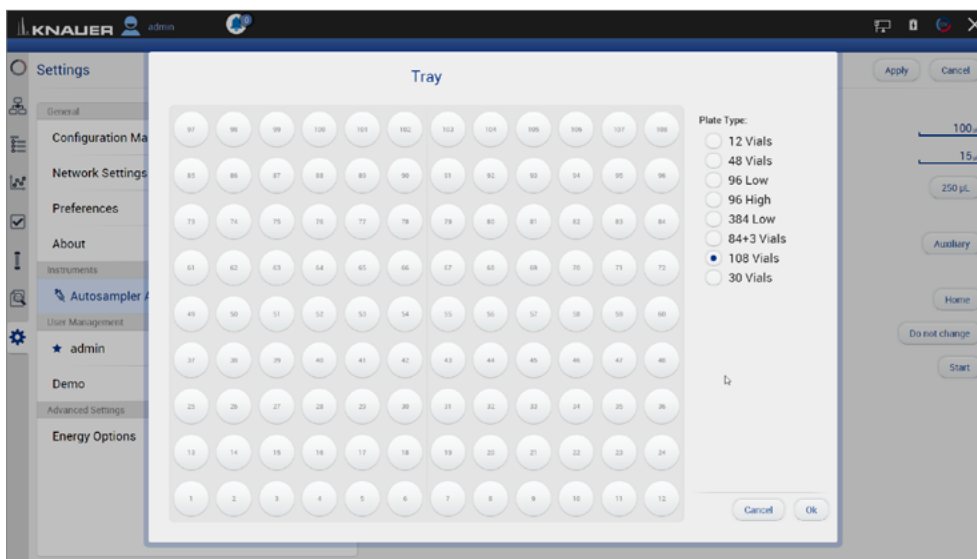 KNAUER admin 0
Settings
Apply Cancel
General
Configuration Ma
Network Settings
Preferences
About
Instruments
Autosampler A
User Management
admin
Demo
Advanced Settings
Energy Options
Tray
97 98 99 100 101 102 103 104 105 106 107 108
85 86 87 88 89 90 91 92 93 94 95 96
73 74 75 76 77 78 79 80 81 82 83 84
61 62 63 64 65 66 67 68 69 70 71 72
49 50 51 52 53 54 55 56 57 58 59 60
37 38 39 40 41 42 43 44 45 46 47 48
25 26 27 28 29 30 31 32 33 34 35 36
13 14 15 16 17 18 19 20 21 22 23 24
1 2 3 4 5 6 7 8 9 10 11 12
Plate Type:
12 Vials
48 Vials
96 Low
96 High
384 Low
84+3 Vials
108 Vials
30 Vials
Cancel Ok
100
15
250 µL
Auxiliary
Home
Do not change
Start